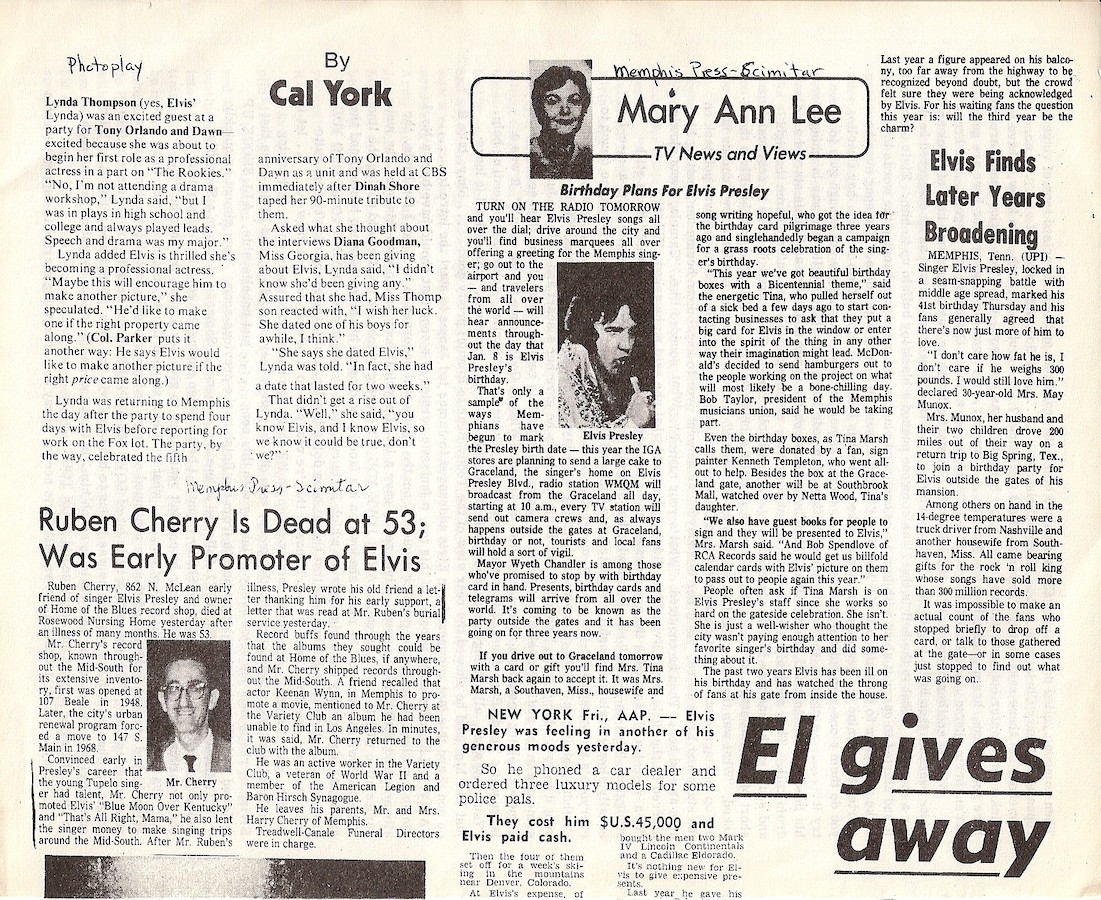 Photoplay
By
Cal York
Lynda Thompson (yes, Elvis'
Lynda) was an excited guest at a
party for Tony Orlando and Dawn—
excited because she was about to
begin her first role as a professional
actress in a part on "The Rookies."
"No, I'm not attending a drama
workshop," Lynda said, "but I
was in plays in high school and
college and always played leads.
Speech and drama was my major."
Lynda added Elvis is thrilled she's
becoming a professional actress.
"Maybe this will encourage him to
make another picture," she
speculated. "He'd like to make
one if the right property came
along." (Col. Parker puts it
another way: He says Elvis would
like to make another picture if the
right price came along.)
Lynda was returning to Memphis
the day after the party to spend four
days with Elvis before reporting for
work on the Fox lot. The party, by
the way, celebrated the fifth
anniversary of Tony Orlando and
Dawn as a unit and was held at CBS
immediately after Dinah Shore
taped her 90-minute tribute to
them.
Asked what she thought about
the interviews Diana Goodman,
Miss Georgia, has been giving
about Elvis, Lynda said, "I didn't
know she'd been giving any."
Assured that she had, Miss Thomp
son reacted with, "I wish her luck.
She dated one of his boys for
awhile, I think."
"She says she dated Elvis,"
Lynda was told. "In fact, she had
a date that lasted for two weeks."
That didn't get a rise out of
Lynda. "Well," she said, "you
know Elvis, and I know Elvis, so
we know it could be true, don't
we?"
Memphis Press-Scimitar
Ruben Cherry Is Dead at 53;
Was Early Promoter of Elvis
Ruben Cherry, 862 N. McLean early
friend of singer Elvis Presley and owner
of Home of the Blues record shop, died at
Rosewood Nursing Home yesterday after
an illness of many months. He was 53.
Mr. Cherry's record
shop, known through-
out the Mid-South for
its extensive invento-
ry, first was opened at
107 Beale in 1948.
Later, the city's urban
renewal program forc-
ed a move to 147 S.
Main in 1968.
Convinced early in
Presley's career that
the young Tupelo sing-
er had talent, Mr. Cherry not only pro-
moted Elvis' "Blue Moon Over Kentucky"
and "That's All Right, Mama," he also lent
the singer money to make singing trips
around the Mid-South. After Mr. Ruben's
Mr. Cherry
illness, Presley wrote his old friend a let-
ter thanking him for his early support, a
letter that was read at Mr. Ruben's burial
service yesterday.
Record buffs found through the years
that the albums they sought could be
found at Home of the Blues, if anywhere,
and Mr. Cherry shipped records through-
out the Mid-South. A friend recalled that
actor Keenan Wynn, in Memphis to pro-
mote a movie, mentioned to Mr. Cherry at
the Variety Club an album he had been
unable to find in Los Angeles. In minutes,
it was said, Mr. Cherry returned to the
club with the album.
He was an active worker in the Variety
Club, a veteran of World War II and a
member of the American Legion and
Baron Hirsch Synagogue.
He leaves his parents, Mr. and Mrs.
Harry Cherry of Memphis.
Treadwell-Canale Funeral Directors
were in charge.
Memphis Press-Scimitar
Mary Ann Lee
TV News and Views
Birthday Plans For Elvis Presley
TURN ON THE RADIO TOMORROW
and you'll hear Elvis Presley songs all
over the dial; drive around the city and
you'll find business marquees all over
offering a greeting for the Memphis sing-
er; go out to the
airport and you
— and travelers
from all over
the world — will
hear announce-
ments through-
out the day that
Jan. 8 is Elvis
Presley's
birthday.
That's only a
sample of the
ways Mem-
phians have
begun to mark
the Presley birth date — this year the IGA
stores are planning to send a large cake to
Graceland, the singer's home on Elvis
Presley Blvd., radio station WMQM will
broadcast from the Graceland all day,
starting at 10 a.m., every TV station will
send out camera crews and, as always
happens outside the gates at Graceland,
birthday or not, tourists and local fans
will hold a sort of vigil.
Mayor Wyeth Chandler is among those
who've promised to stop by with birthday
card in hand. Presents, birthday cards and
telegrams will arrive from all over the
world. It's coming to be known as the
party outside the gates and it has been
going on for three years now.
If you drive out to Graceland tomorrow
with a card or gift you'll find Mrs. Tina
Marsh back again to accept it. It was Mrs.
Marsh, a Southaven, Miss., housewife and
Elvis Presley
song writing hopeful, who got the idea for
the birthday card pilgrimage three years
ago and singlehandedly began a campaign
for a grass roots celebration of the sing-
er's birthday.
"This year we've got beautiful birthday
boxes with a Bicentennial theme," said
the energetic Tina, who pulled herself out
of a sick bed a few days ago to start con-
tacting businesses to ask that they put a
big card for Elvis in the window or enter
into the spirit of the thing in any other
way their imagination might lead. McDon-
ald's decided to send hamburgers out to
the people working on the project on what
will most likely be a bone-chilling day.
Bob Taylor, president of the Memphis
musicians union, said he would be taking
part.
Even the birthday boxes, as Tina Marsh
calls them, were donated by a fan, sign
painter Kenneth Templeton, who went all-
out to help. Besides the box at the Grace-
land gate, another will be at Southbrook
Mall, watched over by Netta Wood, Tina's
daughter.
"We also have guest books for people to
sign and they will be presented to Elvis,"
Mrs. Marsh said. "And Bob Spendlove of
RCA Records said he would get us billfold
calendar cards with Elvis' picture on them
to pass out to people again this year."
People often ask if Tina Marsh is on
Elvis Presley's staff since she works so
hard on the gateside celebration. She isn't.
She is just a well-wisher who thought the
city wasn't paying enough attention to her
favorite singer's birthday and did some-
thing about it.
The past two years Elvis has been ill on
his birthday and has watched the throng
of fans at his gate from inside the house.
Last year a figure appeared on his balco-
ny, too far away from the highway to be
recognized beyond doubt, but the crowd
felt sure they were being acknowledged
by Elvis. For his waiting fans the question
this year is: will the third year be the
charm?
Elvis Finds
Later Years
Broadening
MEMPHIS, Tenn. (UPI) —
Singer Elvis Presley, locked in
a seam-snapping battle with
middle age spread, marked his
41st birthday Thursday and his
fans generally agreed that
there's now just more of him to
love.
"I don't care how fat he is, I
don't care if he weighs 300
pounds. I would still love him."
declared 30-year-old Mrs. May
Munox.
Mrs. Munox, her husband and
their two children drove 200
miles out of their way on a
return trip to Big Spring, Tex.,
to join a birthday party for
Elvis outside the gates of his
mansion.
Among others on hand in the
14-degree temperatures were a
truck driver from Nashville and
another housewife from South-
haven, Miss. All came bearing
gifts for the rock 'n roll king
whose songs have sold more
than 300 million records.
It was impossible to make an
actual count of the fans who
stopped briefly to drop off a
card, or talk to those gathered
at the gate—or in some cases
just stopped to find out what
was going on.
El gives
away
NEW YORK Fri., AAP. — Elvis
Presley was feeling in another of his
generous moods yesterday.
So he phoned a car dealer and
ordered three luxury models for some
police pals.
They cost him $U.S.45,000 and
Elvis paid cash.
Then the four of them
set off for a week's ski-
ing in the mountains
near Denver, Colorado.
At Elvis's expense, of
bought the men two Mark
IV Lincoln Continentals
and a Cadillac Eldorado.
It's nothing new for El-
vis to give expensive pre-
sents.
Last year he gave his